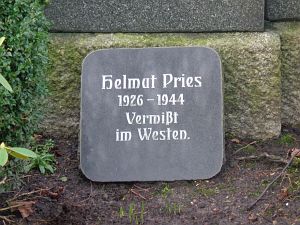 Helmut Pries
1926 – 1944
Vermißt
im Westen.